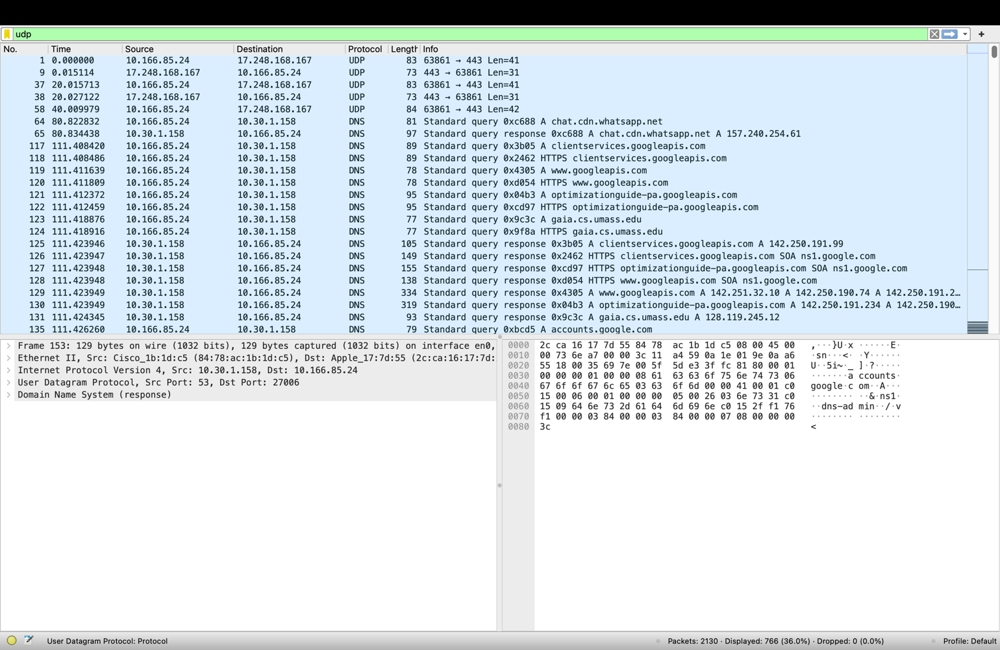 udp
No. Time Source Destination Protocol Length Info
1 0.000000 10.166.85.24 17.248.168.167 UDP 83 63861 → 443 Len=41
9 0.015114 17.248.168.167 10.166.85.24 UDP 73 443 → 63861 Len=31
37 20.015713 10.166.85.24 17.248.168.167 UDP 83 63861 → 443 Len=41
38 20.027122 17.248.168.167 10.166.85.24 UDP 73 443 → 63861 Len=31
58 40.009979 10.166.85.24 17.248.168.167 UDP 84 63861 → 443 Len=42
64 80.822832 10.166.85.24 10.30.1.158 DNS 81 Standard query 0xc688 A chat.cdn.whatsapp.net
65 80.834438 10.30.1.158 10.166.85.24 DNS 97 Standard query response 0xc688 A chat.cdn.whatsapp.net A 157.240.254.61
117 111.408420 10.166.85.24 10.30.1.158 DNS 89 Standard query 0x3b05 A clientservices.googleapis.com
118 111.408486 10.166.85.24 10.30.1.158 DNS 89 Standard query 0x2462 HTTPS clientservices.googleapis.com
119 111.411639 10.166.85.24 10.30.1.158 DNS 78 Standard query 0x4305 A www.googleapis.com
120 111.411809 10.166.85.24 10.30.1.158 DNS 78 Standard query 0xd054 HTTPS www.googleapis.com
121 111.412372 10.166.85.24 10.30.1.158 DNS 95 Standard query 0x04b3 A optimizationguide-pa.googleapis.com
122 111.412459 10.166.85.24 10.30.1.158 DNS 95 Standard query 0xcd97 HTTPS optimizationguide-pa.googleapis.com
123 111.418876 10.166.85.24 10.30.1.158 DNS 77 Standard query 0x9c3c A gaia.cs.umass.edu
124 111.418916 10.166.85.24 10.30.1.158 DNS 77 Standard query 0x9f8a HTTPS gaia.cs.umass.edu
125 111.423946 10.30.1.158 10.166.85.24 DNS 105 Standard query response 0x3b05 A clientservices.googleapis.com A 142.250.191.99
126 111.423947 10.30.1.158 10.166.85.24 DNS 149 Standard query response 0x2462 HTTPS clientservices.googleapis.com SOA ns1.google.com
127 111.423948 10.30.1.158 10.166.85.24 DNS 155 Standard query response 0xcd97 HTTPS optimizationguide-pa.googleapis.com SOA ns1.google.com
128 111.423948 10.30.1.158 10.166.85.24 DNS 138 Standard query response 0xd054 HTTPS www.googleapis.com SOA ns1.google.com
129 111.423949 10.30.1.158 10.166.85.24 DNS 334 Standard query response 0x4305 A www.googleapis.com A 142.251.32.10 A 142.250.190.74 A 142.250.191.2…
130 111.423949 10.30.1.158 10.166.85.24 DNS 319 Standard query response 0x04b3 A optimizationguide-pa.googleapis.com A 142.250.191.234 A 142.250.190…
131 111.424345 10.30.1.158 10.166.85.24 DNS 93 Standard query response 0x9c3c A gaia.cs.umass.edu A 128.119.245.12
135 111.426260 10.166.85.24 10.30.1.158 DNS 79 Standard query 0xbcd5 A accounts.google.com
Frame 153: 129 bytes on wire (1032 bits), 129 bytes captured (1032 bits) on interface en0,
Ethernet II, Src: Cisco_1b:1d:c5 (84:78:ac:1b:1d:c5), Dst: Apple_17:7d:55 (2c:ca:16:17:7d:
Internet Protocol Version 4, Src: 10.30.1.158, Dst: 10.166.85.24
User Datagram Protocol, Src Port: 53, Dst Port: 27006
Domain Name System (response)
0000 2c ca 16 17 7d 55 84 78 ac 1b 1d c5 08 00 45 00 ,···}U·x ······E·
0010 00 73 6e a7 00 00 3c 11 a4 59 0a 1e 01 9e 0a a6 ·sn···<· ·Y······
0020 55 18 00 35 69 7e 00 5f 5d e3 3f fc 81 80 00 01 U··5i~·_ ]·?·····
0030 00 00 00 01 00 00 08 61 63 63 6f 75 6e 74 73 06 ·······a ccounts·
0040 67 6f 6f 67 6c 65 03 63 6f 6d 00 00 41 00 01 c0 google·c om··A···
0050 15 00 06 00 01 00 00 00 05 00 26 03 6e 73 31 c0 ········ ··&·ns1·
0060 15 09 64 6e 73 2d 61 64 6d 69 6e c0 15 2f f1 76 ··dns-ad min··/·v
0070 f1 00 00 03 84 00 00 03 84 00 00 07 08 00 00 00 ········ ········
0080 3c <
User Datagram Protocol: Protocol
Packets: 2130 · Displayed: 766 (36.0%) · Dropped: 0 (0.0%)
Profile: Default